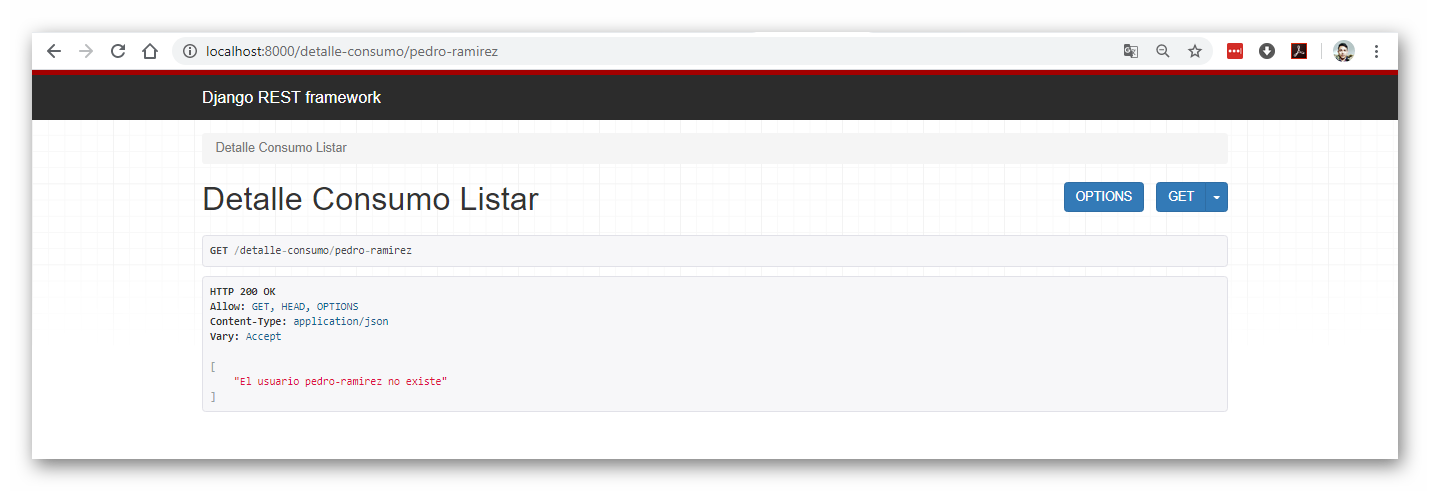 localhost:8000/detalle-consumo/pedro-ramirez
Django REST framework
Detalle Consumo Listar
Detalle Consumo Listar
OPTIONS
GET
GET /detalle-consumo/pedro-ramirez
HTTP 200 OK
Allow: GET, HEAD, OPTIONS
Content-Type: application/json
Vary: Accept
[
    "El usuario pedro-ramirez no existe"
]